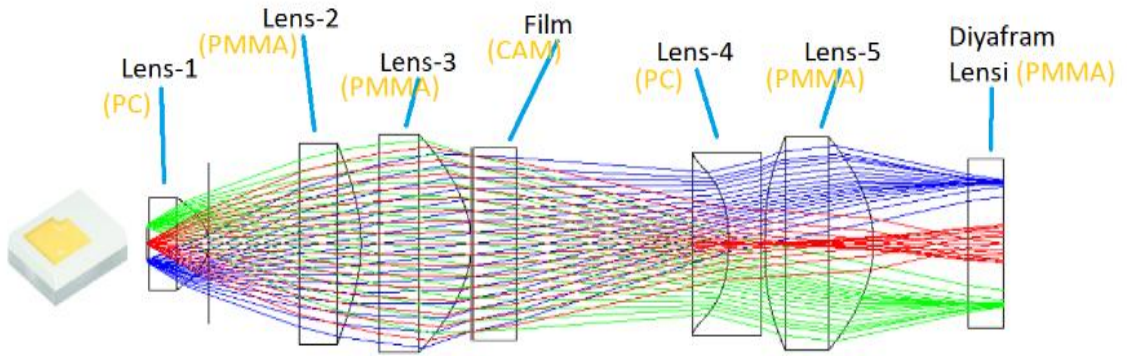 Lens-1
(PC)
Lens-2
(PMMA)
Lens-3
(PMMA)
Film
(CAM)
Lens-4
(PC)
Lens-5
(PMMA)
Diyafram
Lensi (PMMA)